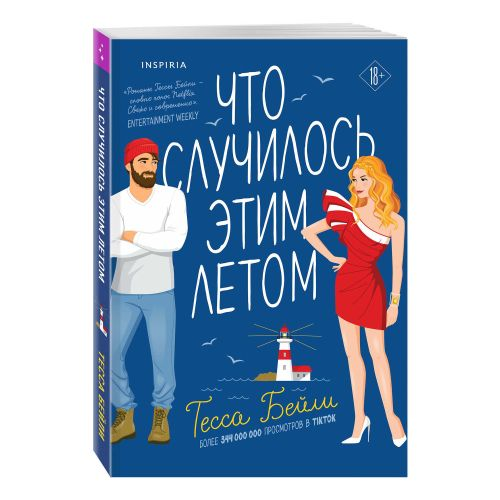 INSPIRIA
18+
«Романы Тессы Бейли –
словно голос Netflix.
Свежо и современно».
ENTERTAINMENT WEEKLY
ЧТО
СЛУЧИЛОСЬ
ЭТИМ
ЛЕТОМ
Тесса Бейли
БОЛЕЕ 344 000 000 ПРОСМОТРОВ В TIKTOK
ЧТО СЛУЧИЛОСЬ ЭТИМ ЛЕТОМ
ТЕССА БЕЙЛИ